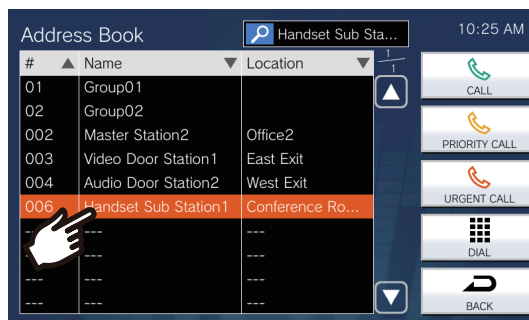 Address Book
Handset Sub Sta...
10:25 AM
# Name Location
1
1
01 Group01
02 Group02
002 Master Station2 Office2
003 Video Door Station1 East Exit
004 Audio Door Station2 West Exit
006 Handset Sub Station1 Conference Ro...
--- --- ---
--- --- ---
--- --- ---
--- --- ---
CALL
PRIORITY CALL
URGENT CALL
DIAL
BACK